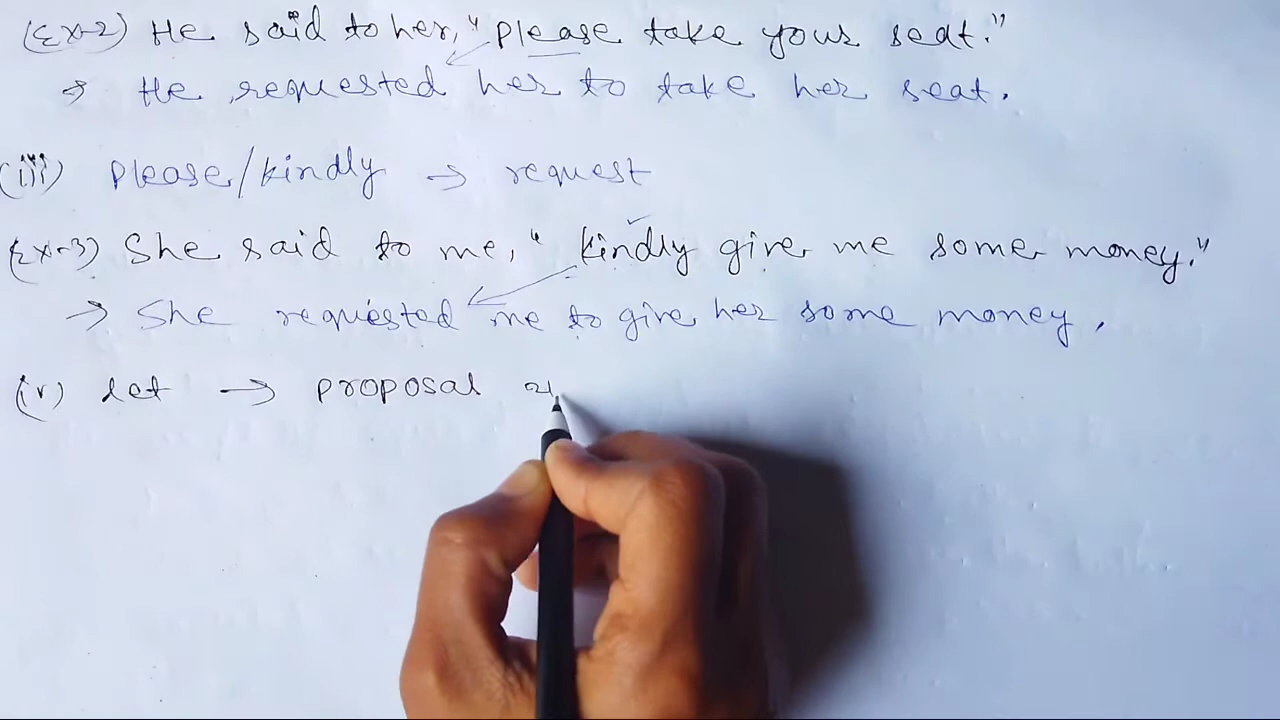 (Ex-2) He said to her, "Please take your seat."
→ He requested her to take her seat.
(iii) Please/kindly → request
(Ex-3) She said to me, "kindly give me some money."
→ She requested me to give her some money.
(iv) Let → proposal